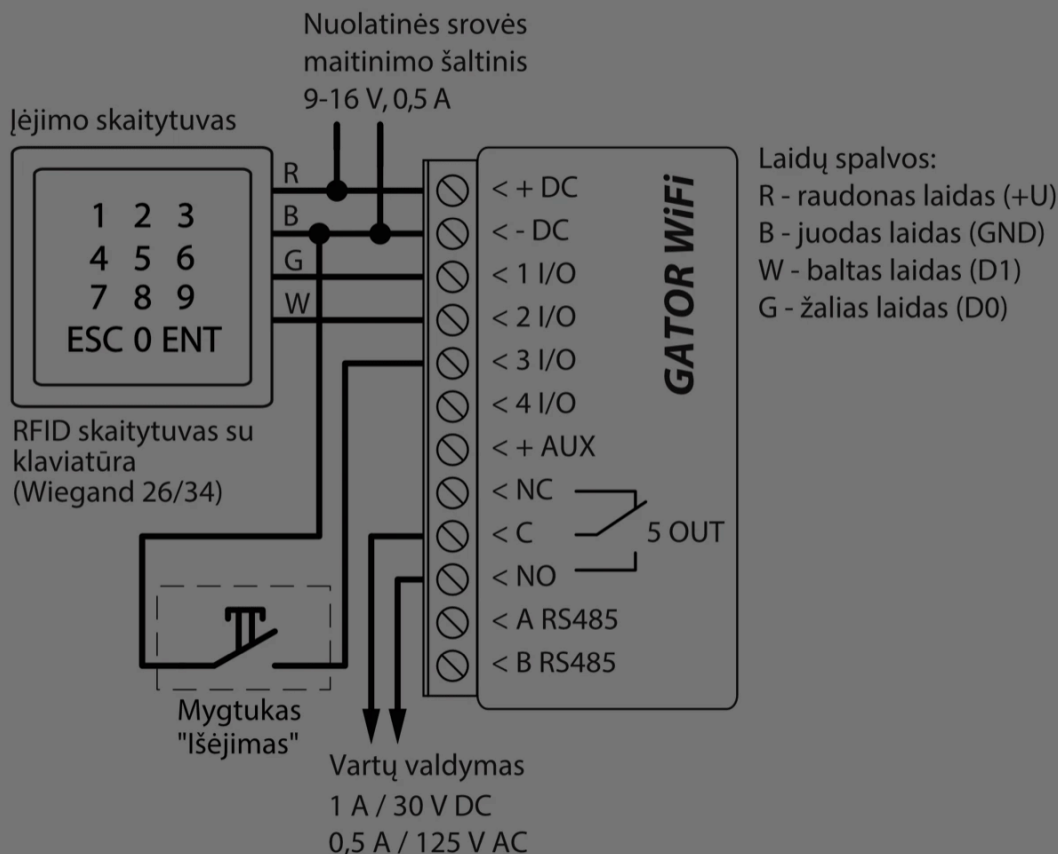 Nuolatinės srovės
maitinimo šaltinis
9-16 V, 0,5 A
Įėjimo skaitytuvas
1 2 3
4 5 6
7 8 9
ESC 0 ENT
R
B
G
W
RFID skaitytuvas su
klaviatūra
(Wiegand 26/34)
< + DC
< - DC
< 1 I/O
< 2 I/O
< 3 I/O
< 4 I/O
< + AUX
< NC
< C
< NO
< A RS485
< B RS485
5 OUT
GATOR WiFi
Laidų spalvos:
R - raudonas laidas (+U)
B - juodas laidas (GND)
W - baltas laidas (D1)
G - žalias laidas (D0)
Mygtukas
"Išėjimas"
Vartų valdymas
1 A / 30 V DC
0,5 A / 125 V AC